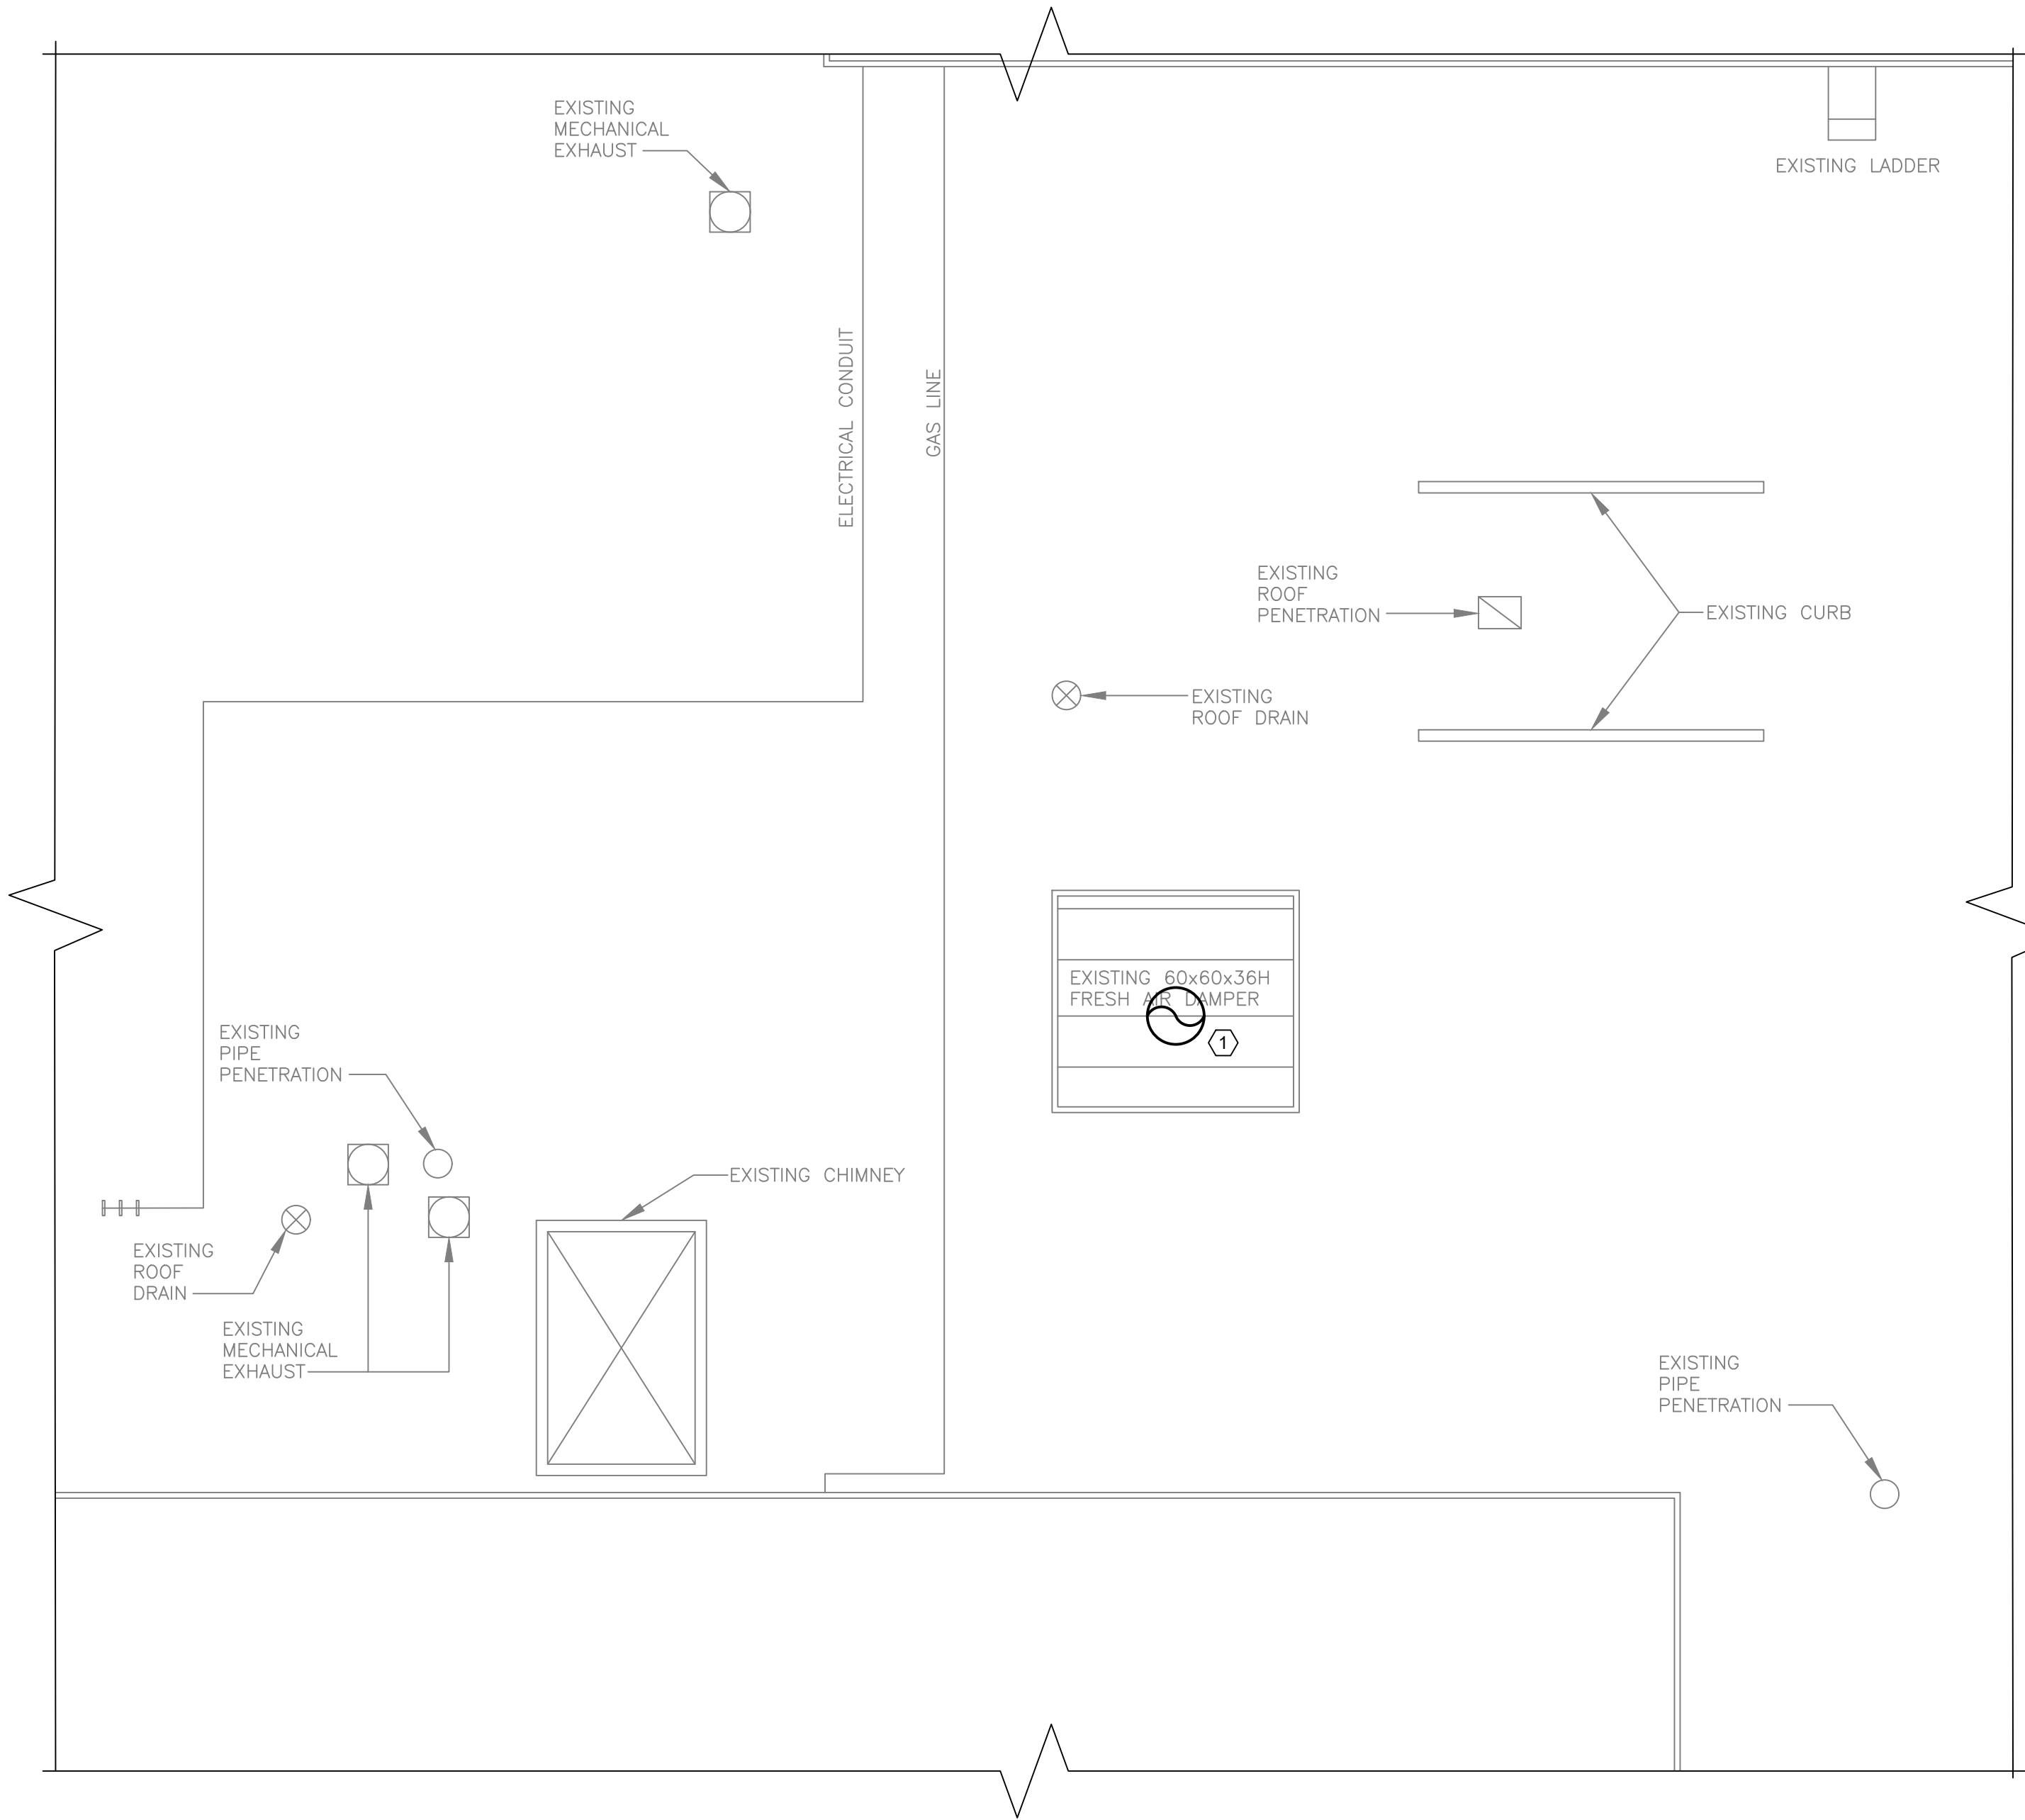 EXISTING
MECHANICAL
EXHAUST
EXISTING LADDER
ELECTRICAL CONDUIT
GAS LINE
EXISTING
ROOF
PENETRATION
EXISTING CURB
EXISTING
ROOF DRAIN
EXISTING 60x60x36H
FRESH AIR DAMPER
1
EXISTING
PIPE
PENETRATION
EXISTING CHIMNEY
EXISTING
ROOF
DRAIN
EXISTING
MECHANICAL
EXHAUST
EXISTING
PIPE
PENETRATION